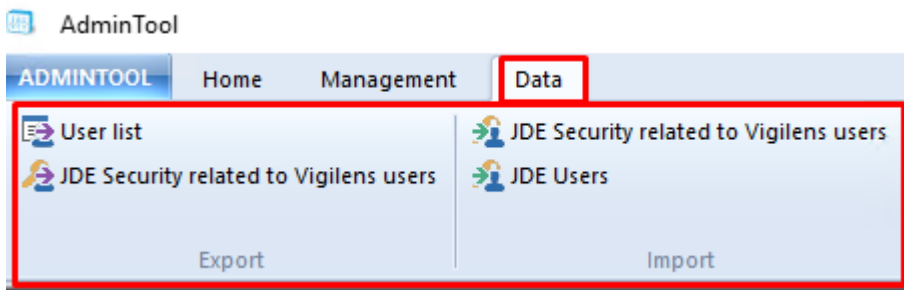 AdminTool
ADMINTOOL Home Management Data
User list
JDE Security related to Vigilens users
Export
JDE Security related to Vigilens users
JDE Users
Import